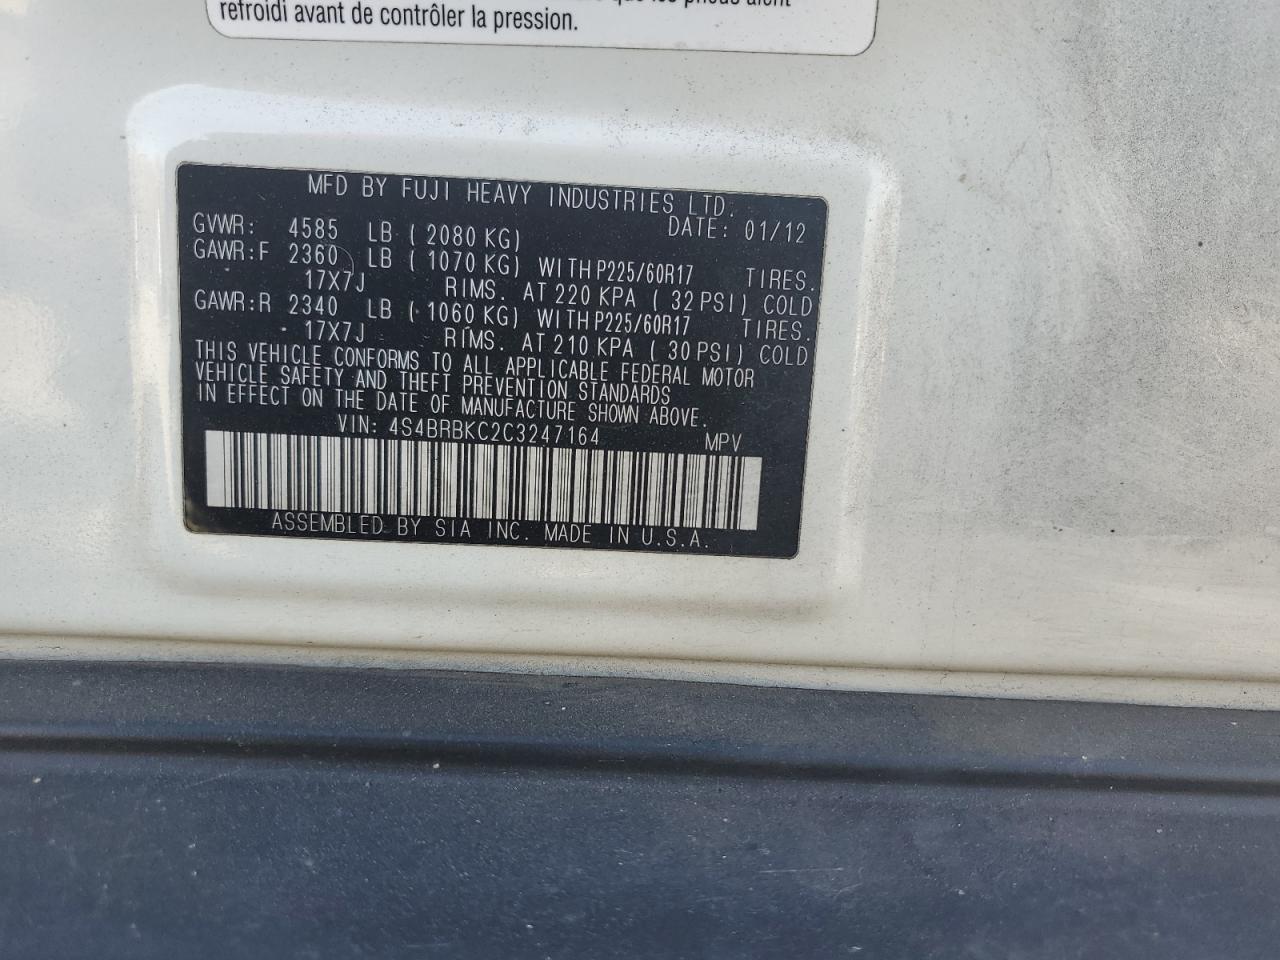 refroidi avant de contrôler la pression.
MFD BY FUJI HEAVY INDUSTRIES LTD.
DATE: 01/12
GVWR: 4585 LB ( 2080 KG)
GAWR:F 2360 LB ( 1070 KG) WITH P225/60R17 TIRES.
17X7J RIMS. AT 220 KPA ( 32 PSI) COLD
GAWR:R 2340 LB ( 1060 KG) WITH P225/60R17 TIRES.
17X7J RIMS. AT 210 KPA ( 30 PSI) COLD
THIS VEHICLE CONFORMS TO ALL APPLICABLE FEDERAL MOTOR
VEHICLE SAFETY AND THEFT PREVENTION STANDARDS
IN EFFECT ON THE DATE OF MANUFACTURE SHOWN ABOVE.
VIN: 4S4BRBKC2C3247164 MPV
ASSEMBLED BY SIA INC. MADE IN U.S.A.